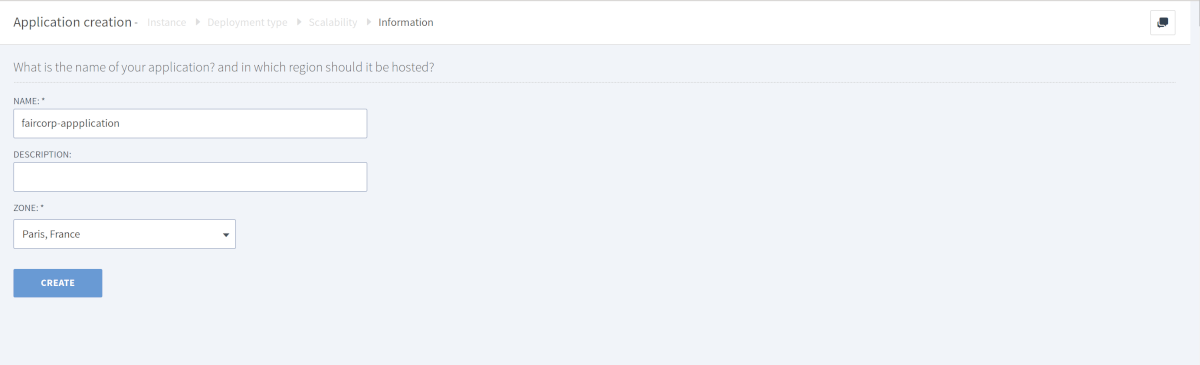 Application creation - Instance Deployment type Scalability Information
What is the name of your application? and in which region should it be hosted?
NAME: *
faircorp-appplication
DESCRIPTION:
ZONE: *
Paris, France
CREATE